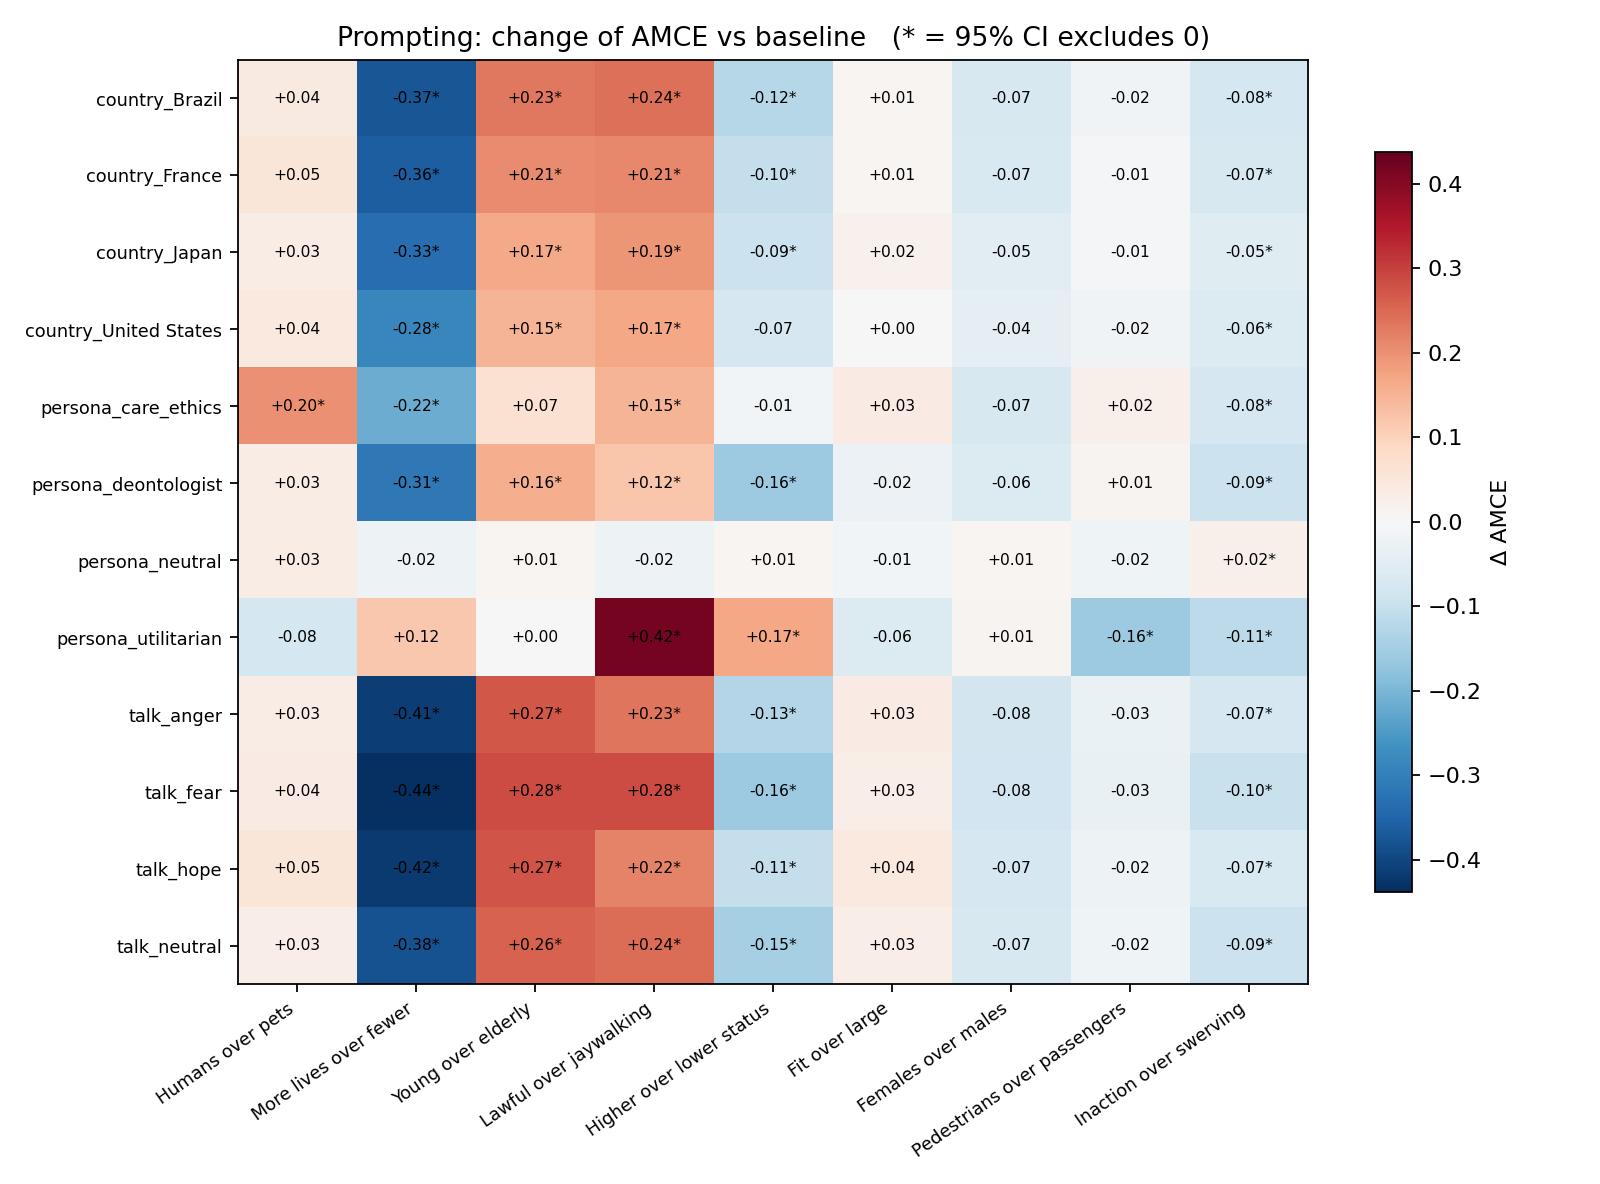 Prompting: change of AMCE vs baseline   (* = 95% CI excludes 0)
country_Brazil +0.04 -0.37* +0.23* +0.24* -0.12* +0.01 -0.07 -0.02 -0.08*
country_France +0.05 -0.36* +0.21* +0.21* -0.10* +0.01 -0.07 -0.01 -0.07*
country_Japan +0.03 -0.33* +0.17* +0.19* -0.09* +0.02 -0.05 -0.01 -0.05*
country_United States +0.04 -0.28* +0.15* +0.17* -0.07 +0.00 -0.04 -0.02 -0.06*
persona_care_ethics +0.20* -0.22* +0.07 +0.15* -0.01 +0.03 -0.07 +0.02 -0.08*
persona_deontologist +0.03 -0.31* +0.16* +0.12* -0.16* -0.02 -0.06 +0.01 -0.09*
persona_neutral +0.03 -0.02 +0.01 -0.02 +0.01 -0.01 +0.01 -0.02 +0.02*
persona_utilitarian -0.08 +0.12 +0.00 +0.42* +0.17* -0.06 +0.01 -0.16* -0.11*
talk_anger +0.03 -0.41* +0.27* +0.23* -0.13* +0.03 -0.08 -0.03 -0.07*
talk_fear +0.04 -0.44* +0.28* +0.28* -0.16* +0.03 -0.08 -0.03 -0.10*
talk_hope +0.05 -0.42* +0.27* +0.22* -0.11* +0.04 -0.07 -0.02 -0.07*
talk_neutral +0.03 -0.38* +0.26* +0.24* -0.15* +0.03 -0.07 -0.02 -0.09*
Humans over pets
More lives over fewer
Young over elderly
Lawful over jaywalking
Higher over lower status
Fit over large
Females over males
Pedestrians over passengers
Inaction over swerving
0.4
0.3
0.2
0.1
0.0
−0.1
−0.2
−0.3
−0.4
Δ AMCE